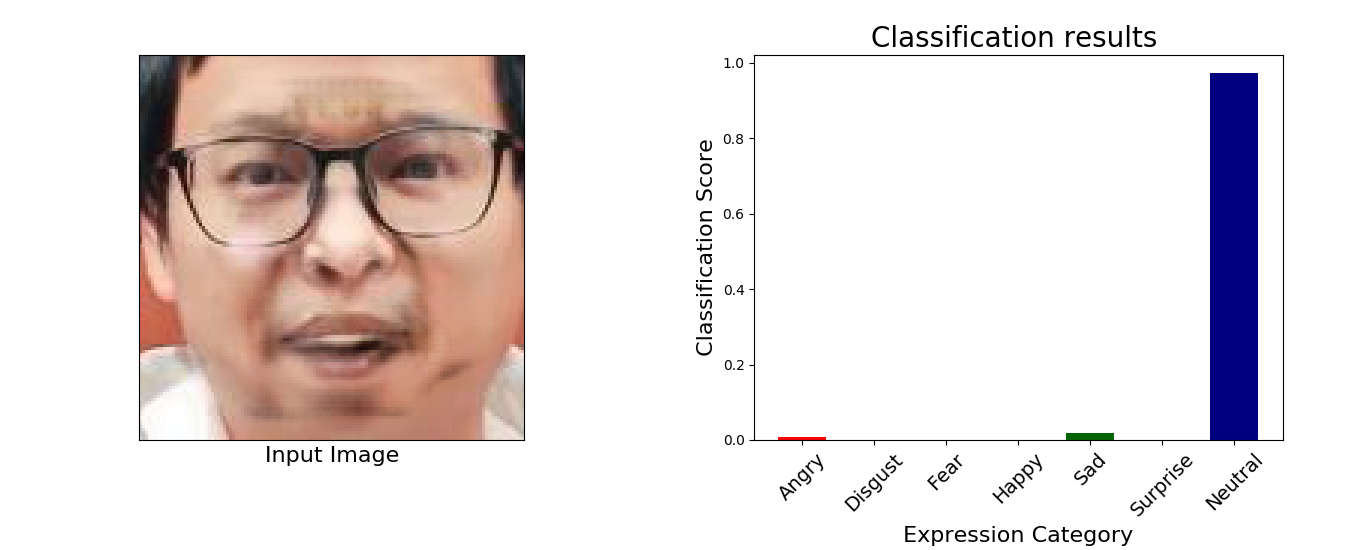 Classification results
1.0
0.8
0.6
0.4
0.2
0.0
Classification Score
Input Image
Angry
Disgust
Fear
Happy
Sad
Surprise
Neutral
Expression Category